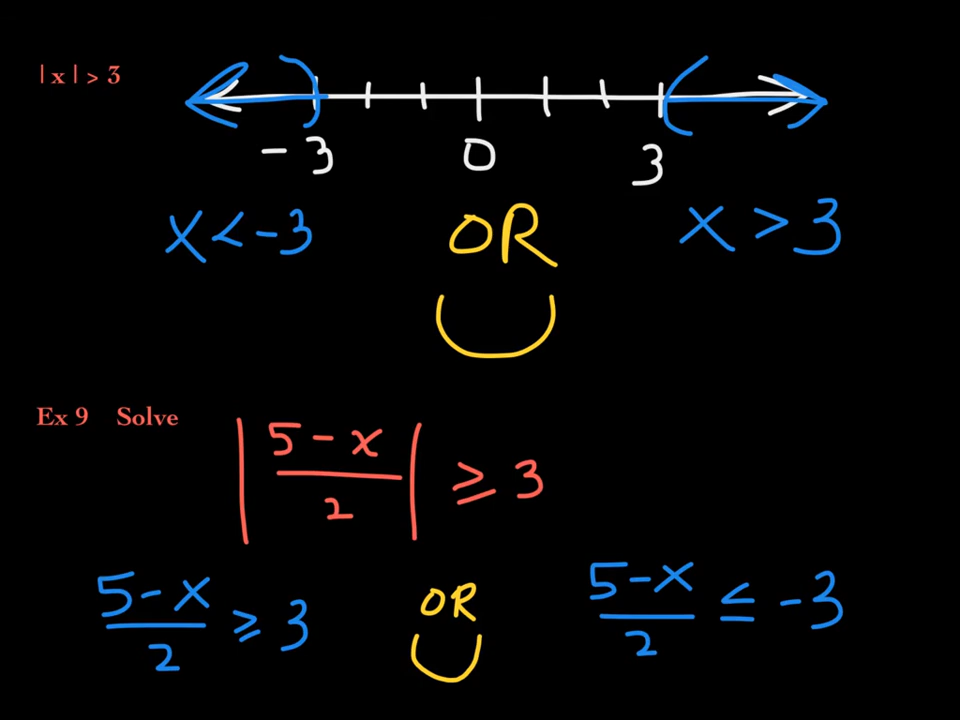 |x| > 3
-3 0 3
x < -3 OR x > 3
Ex 9 Solve
|(5-x)/2| ≥ 3
(5-x)/2 ≥ 3 OR (5-x)/2 ≤ -3